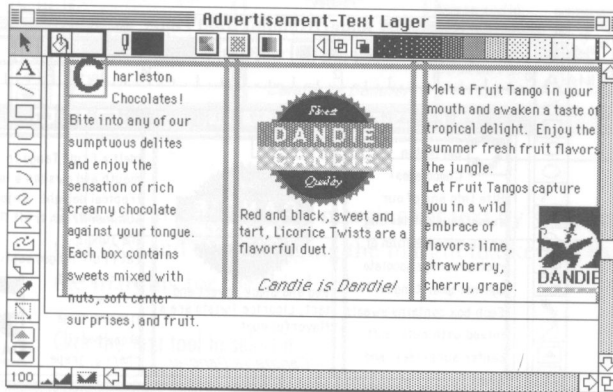 Advertisement-Text Layer
A
Charleston
Chocolates!
Bite into any of our
sumptuous delites
and enjoy the
sensation of rich
creamy chocolate
against your tongue.
Each box contains
sweets mixed with
nuts, soft center
surprises, and fruit.
Finest
DANDIE
CANDIE
Quality
Red and black, sweet and
tart, Licorice Twists are a
flavorful duet.
Candie is Dandie!
Melt a Fruit Tango in your
mouth and awaken a taste of
tropical delight. Enjoy the
summer fresh fruit flavors
the jungle.
Let Fruit Tangos capture
you in a wild
embrace of
flavors: lime,
strawberry,
cherry, grape.
DANDIE
100